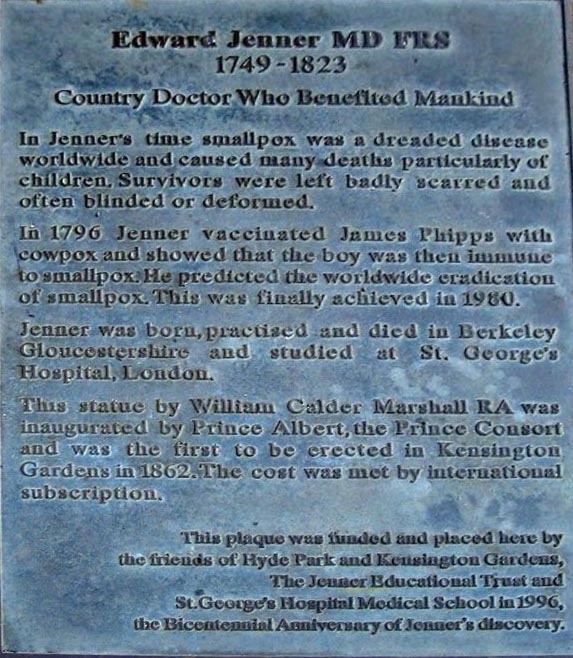 Edward Jenner MD FRS
1749-1823
Country Doctor Who Benefited Mankind
In Jenner's time smallpox was a dreaded disease
worldwide and caused many deaths particularly of
children. Survivors were left badly scarred and
often blinded or deformed.
In 1796 Jenner vaccinated James Phipps with
cowpox and showed that the boy was then immune
to smallpox. He predicted the worldwide eradication
of smallpox. This was finally achieved in 1980.
Jenner was born, practised and died in Berkeley
Gloucestershire and studied at St. George's
Hospital, London.
This statue by William Calder Marshall RA was
inaugurated by Prince Albert, the Prince Consort
and was the first to be erected in Kensington
Gardens in 1862. The cost was met by international
subscription.
This plaque was funded and placed here by
the friends of Hyde Park and Kensington Gardens,
The Jenner Educational Trust and
St. George's Hospital Medical School in 1996,
the Bicentennial Anniversary of Jenner's discovery.